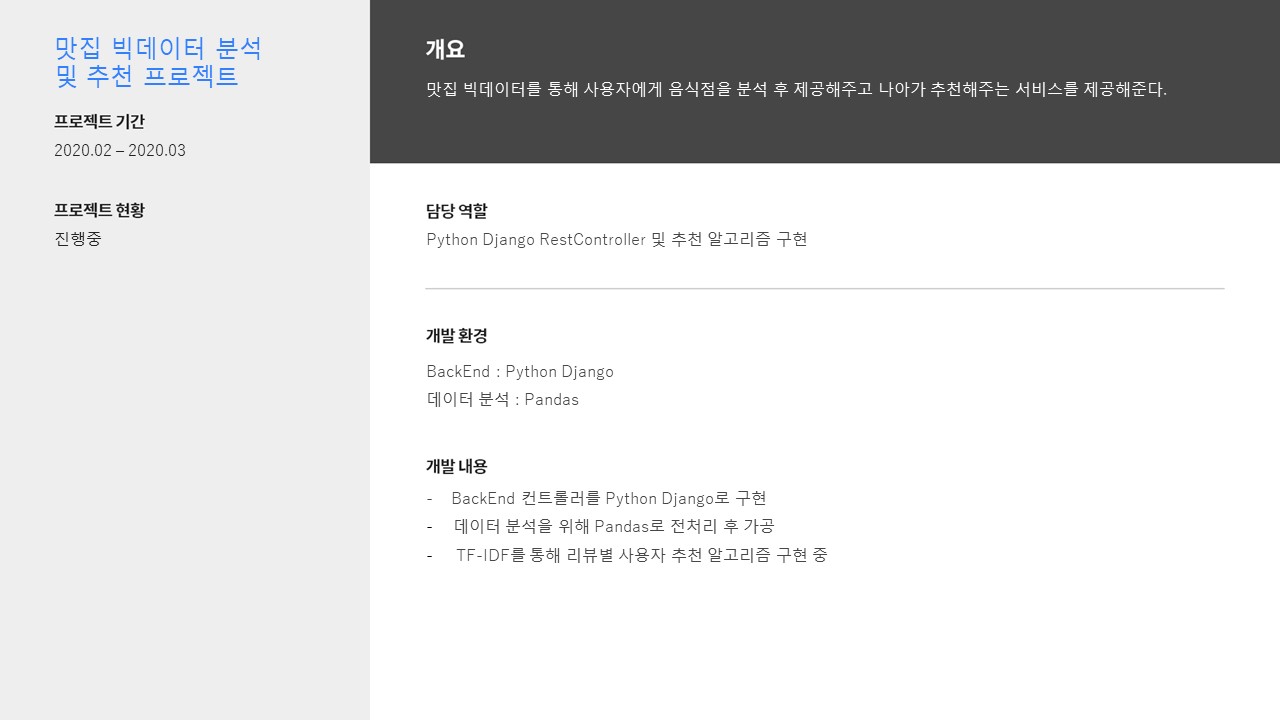 맛집 빅데이터 분석
및 추천 프로젝트
프로젝트 기간
2020.02 – 2020.03
프로젝트 현황
진행중
개요
맛집 빅데이터를 통해 사용자에게 음식점을 분석 후 제공해주고 나아가 추천해주는 서비스를 제공해준다.
담당 역할
Python Django RestController 및 추천 알고리즘 구현
개발 환경
BackEnd : Python Django
데이터 분석 : Pandas
개발 내용
- BackEnd 컨트롤러를 Python Django로 구현
- 데이터 분석을 위해 Pandas로 전처리 후 가공
- TF-IDF를 통해 리뷰별 사용자 추천 알고리즘 구현 중